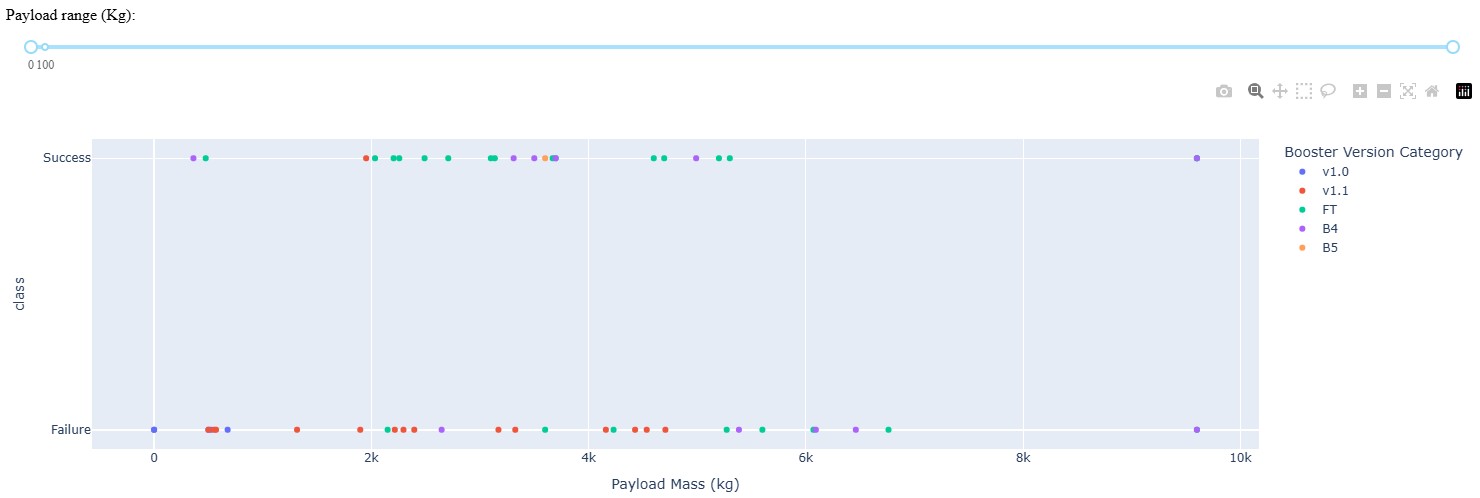 Payload range (Kg):
0 100
Success
Failure
class
0 2k 4k 6k 8k 10k
Payload Mass (kg)
Booster Version Category
v1.0
v1.1
FT
B4
B5